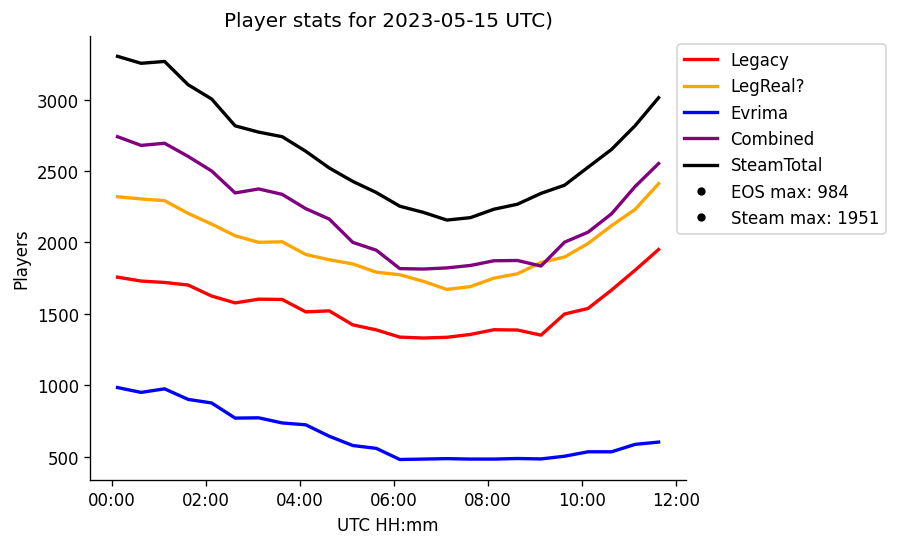 Player stats for 2023-05-15 UTC)
Legacy
LegReal?
Evrima
Combined
SteamTotal
EOS max: 984
Steam max: 1951
Players
3000
2500
2000
1500
1000
500
00:00 02:00 04:00 06:00 08:00 10:00 12:00
UTC HH:mm